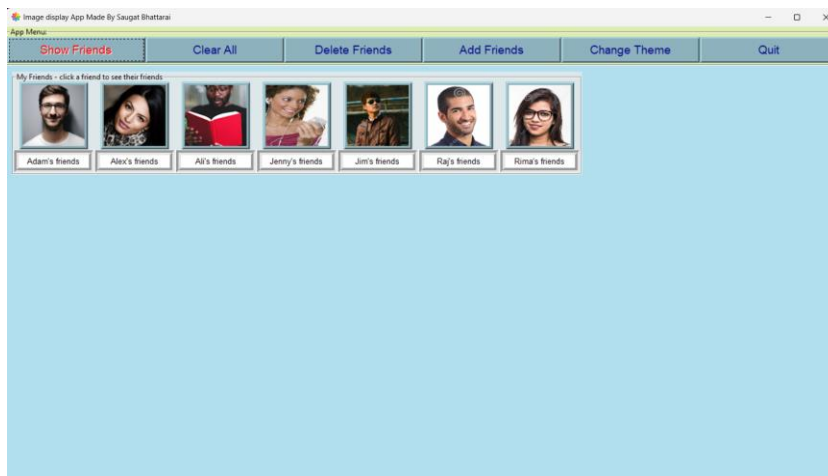 Image display App Made By Saugat Bhattarai
App Menu:
Show Friends Clear All Delete Friends Add Friends Change Theme Quit
My Friends - click a friend to see their friends
Adam's friends Alex's friends Ali's friends Jenny's friends Jim's friends Raj's friends Rima's friends